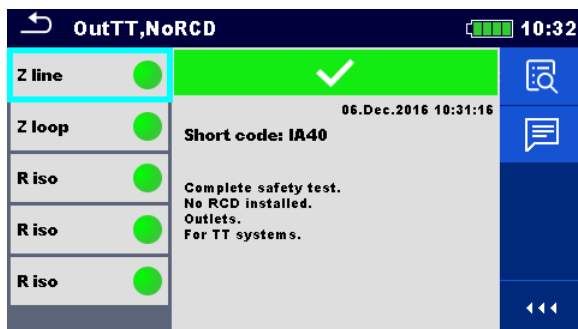 OutTT,NoRCD
10:32
Z line
Z loop
R iso
R iso
R iso
06.Dec.2016 10:31:16
Short code: IA40
Complete safety test.
No RCD installed.
Outlets.
For TT systems.